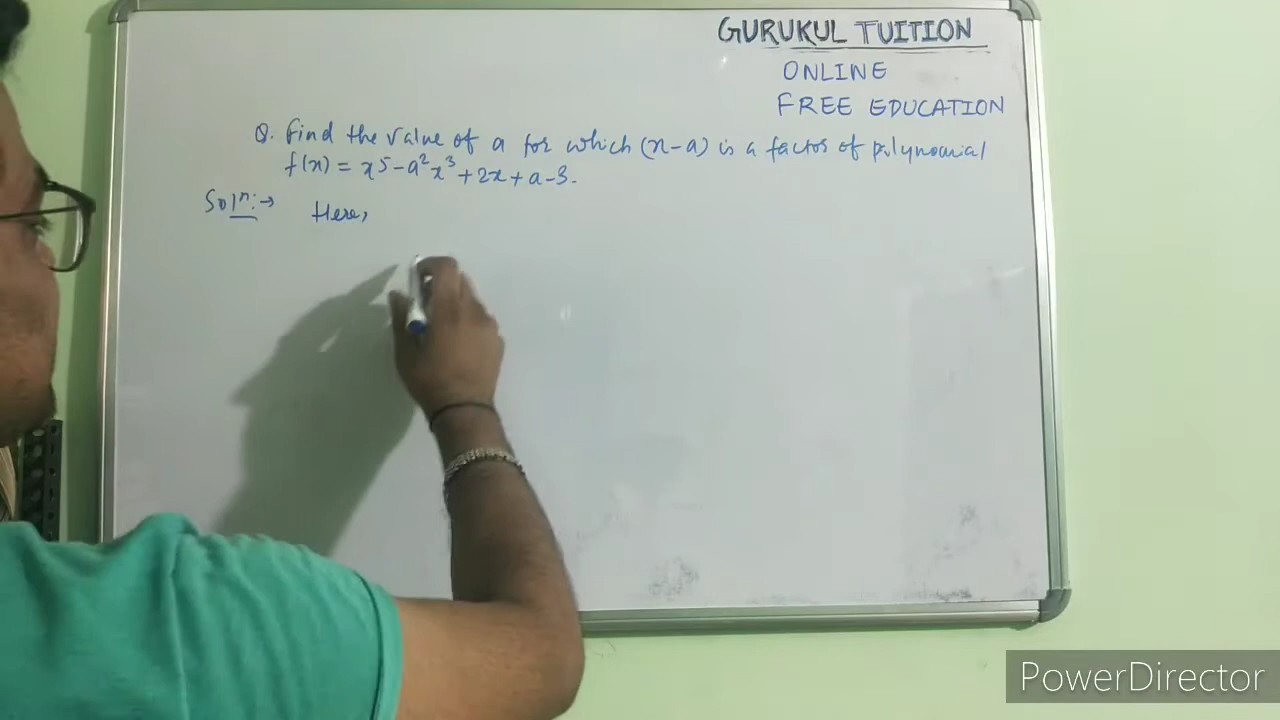 GURUKUL TUITION
ONLINE
FREE EDUCATION
Q. Find the value of a for which (x-a) is a factor of polynomial
f(x) = x⁵-a²x³+2x+a-3.
Solⁿ:→ Here,
PowerDirector